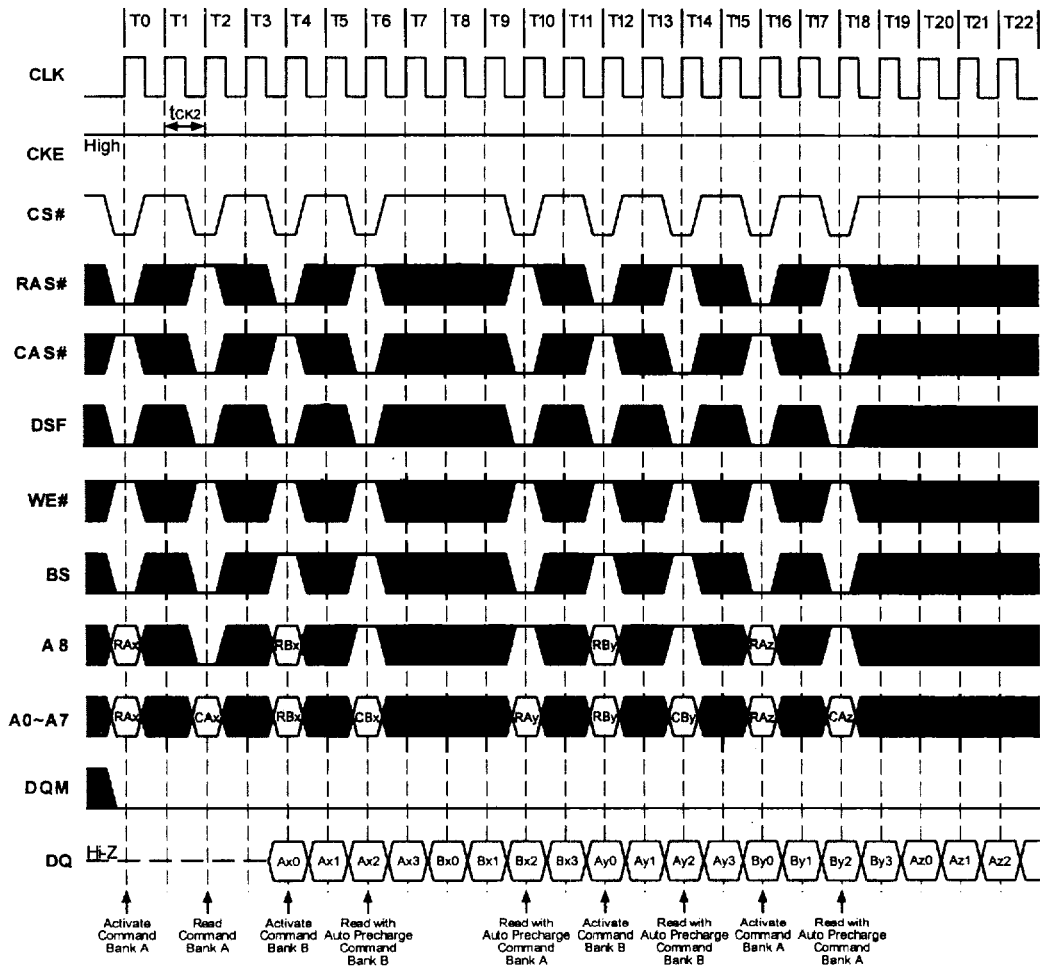 T0 T1 T2 T3 T4 T5 T6 T7 T8 T9 T10 T11 T12 T13 T14 T15 T16 T17 T18 T19 T20 T21 T22
CLK
tCK2
High
CKE
CS#
RAS#
CAS#
DSF
WE#
BS
A8 RAx RBx RBy RAz
A0~A7 RAx CAx RBx CBx RAy RBy CBy RAz CAz
DQM
Hi-Z
DQ Ax0 Ax1 Ax2 Ax3 Bx0 Bx1 Bx2 Bx3 Ay0 Ay1 Ay2 Ay3 By0 By1 By2 By3 Az0 Az1 Az2
Activate Command Bank A
Read Command Bank A
Activate Command Bank B
Read with Auto Precharge Command Bank B
Read with Auto Precharge Command Bank A
Activate Command Bank B
Read with Auto Precharge Command Bank B
Activate Command Bank A
Read with Auto Precharge Command Bank A